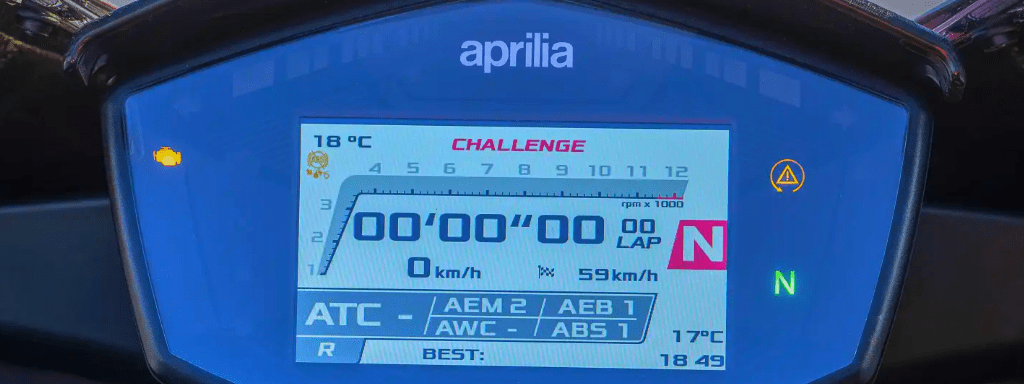 aprilia
18 °C
CHALLENGE
ABS
4 5 6 7 8 9 10 11 12
3
rpm x 1000
00'00"00 00
LAP
N
2
1
0 km/h 59 km/h
N
ATC - AEM 2 AEB 1
AWC - ABS 1
17°C
R BEST: 18 49